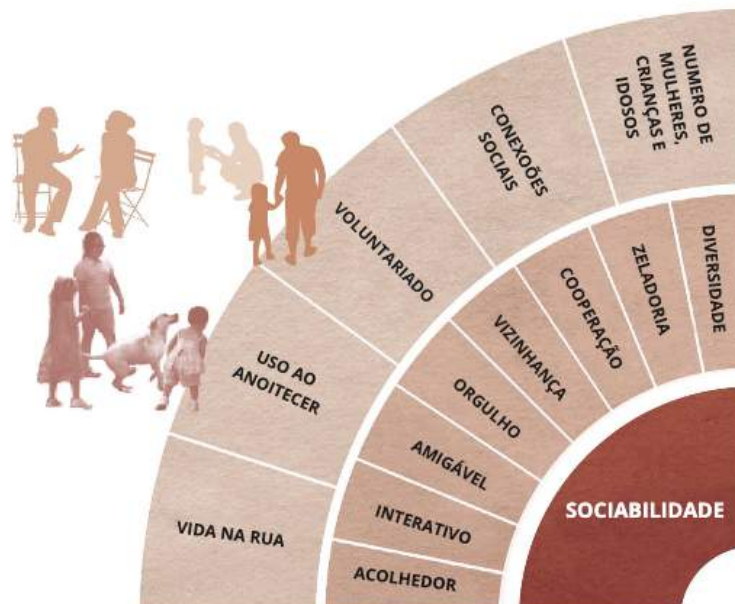 NUMERO DE
MULHERES,
CRIANÇAS E
IDOSOS
CONEXOÕES
SOCIAIS
VOLUNTARIADO
USO AO
ANOITECER
VIDA NA RUA
DIVERSIDADE
ZELADORIA
COOPERAÇÃO
VIZINHANÇA
ORGULHO
AMIGÁVEL
INTERATIVO
ACOLHEDOR
SOCIABILIDADE